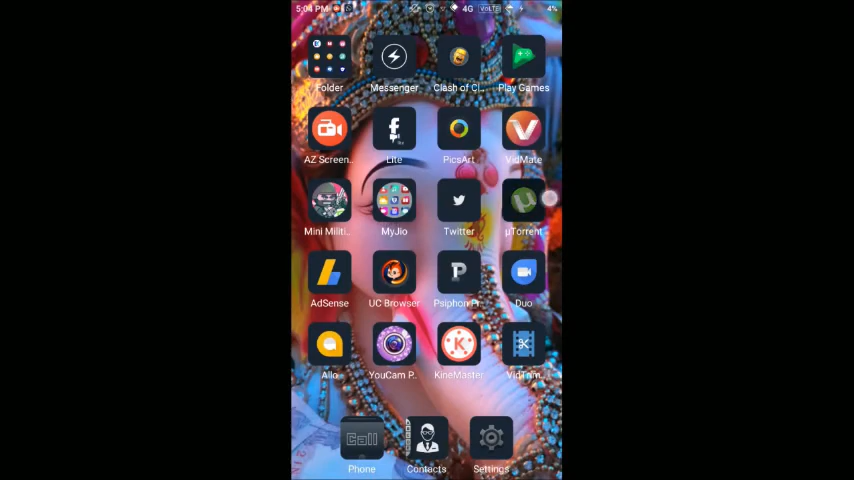 5:04 PM 4G VoLTE 4%
Folder Messenger Clash of Cl.. Play Games
AZ Screen.. Lite PicsArt VidMate
Mini Militi.. MyJio Twitter µTorrent
AdSense UC Browser Psiphon Pr.. Duo
Allo YouCam P.. KineMaster VidTrim..
Call
Phone Contacts Settings